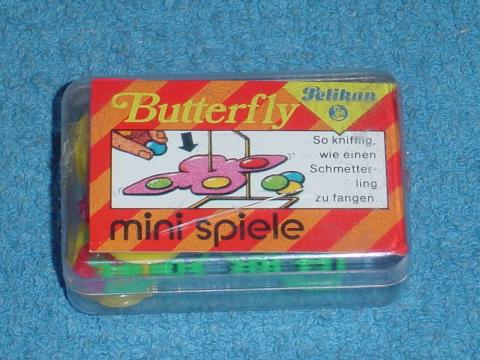 Butterfly
Pelikan
So knifflig,
wie einen
Schmetter-
ling
zu fangen.
mini spiele